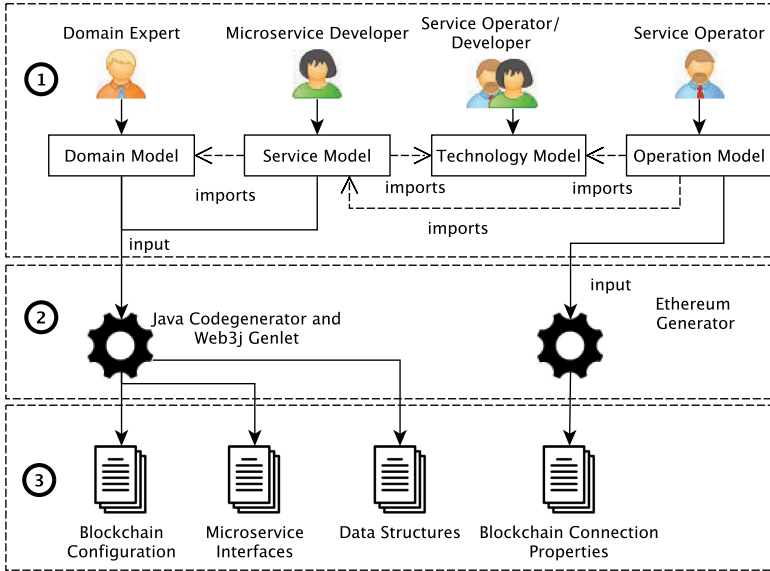 Domain Expert
Microservice Developer
Service Operator/
Developer
Service Operator
1
Domain Model
Service Model
Technology Model
Operation Model
imports
imports
imports
imports
input
2
Java Codegenerator and
Web3j Genlet
input
Ethereum
Generator
3
Blockchain
Configuration
Microservice
Interfaces
Data Structures
Blockchain Connection
Properties